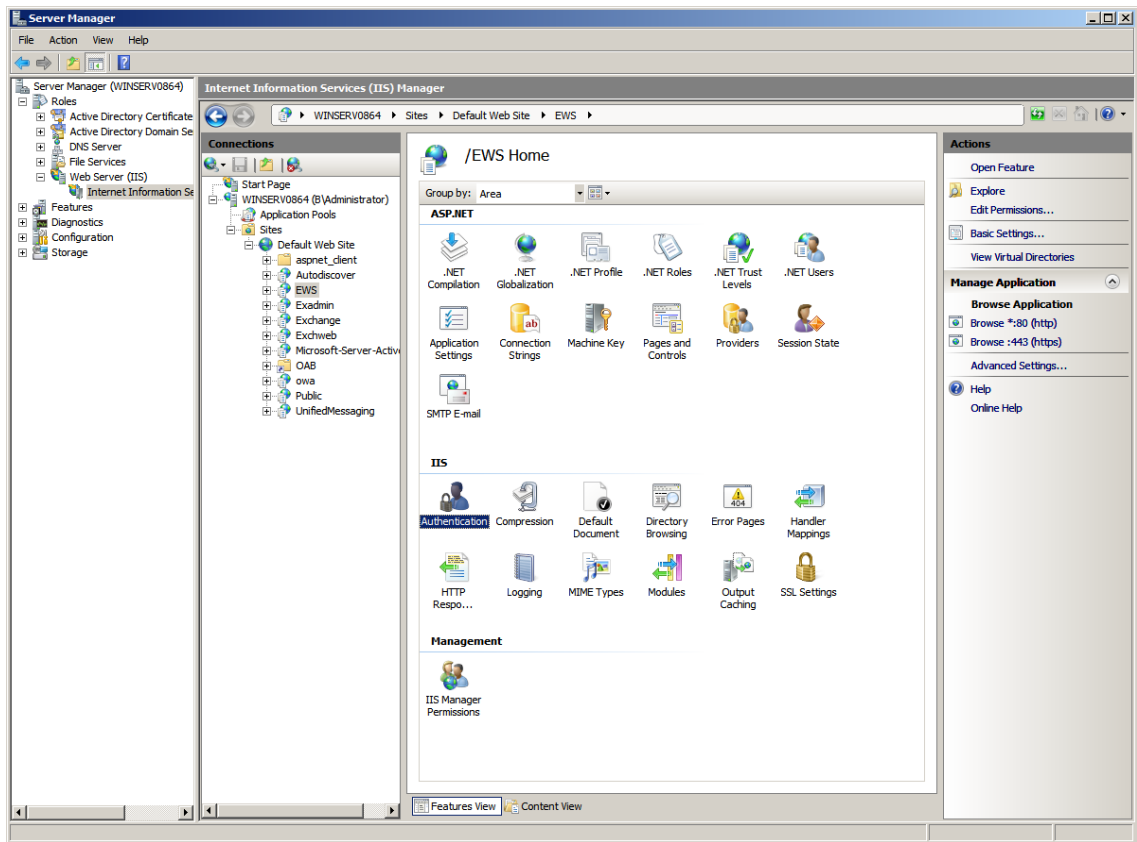 Server Manager
File Action View Help
Server Manager (WINSERV0864)
Roles
Active Directory Certificate
Active Directory Domain Se
DNS Server
File Services
Web Server (IIS)
Internet Information Se
Features
Diagnostics
Configuration
Storage
Internet Information Services (IIS) Manager
WINSERV0864 Sites Default Web Site EWS
Connections
Start Page
WINSERV0864 (B\Administrator)
Application Pools
Sites
Default Web Site
aspnet_client
Autodiscover
EWS
Exadmin
Exchange
Exchweb
Microsoft-Server-Activ
OAB
owa
Public
UnifiedMessaging
/EWS Home
Group by: Area
ASP.NET
.NET Compilation
.NET Globalization
.NET Profile
.NET Roles
.NET Trust Levels
.NET Users
Application Settings
Connection Strings
ab
Machine Key
Pages and Controls
Providers
Session State
SMTP E-mail
IIS
Authentication
Compression
Default Document
Directory Browsing
404
Error Pages
Handler Mappings
HTTP Respo...
Logging
MIME Types
Modules
Output Caching
SSL Settings
Management
IIS Manager Permissions
Features View
Content View
Actions
Open Feature
Explore
Edit Permissions...
Basic Settings...
View Virtual Directories
Manage Application
Browse Application
Browse *:80 (http)
Browse :443 (https)
Advanced Settings...
Help
Online Help